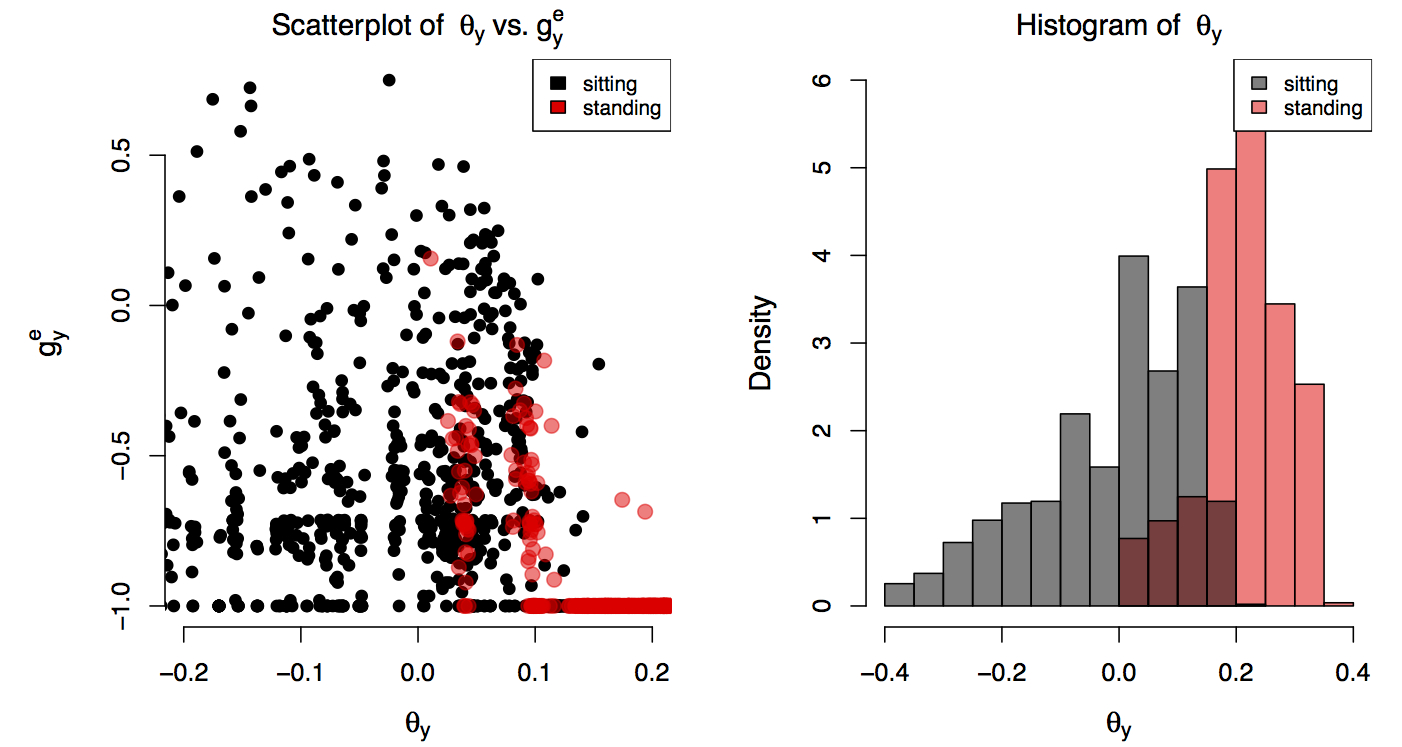 Scatterplot of θy vs. gy^e
sitting
standing
gy^e
0.5
0.0
−0.5
−1.0
−0.2 −0.1 0.0 0.1 0.2
θy
Histogram of θy
sitting
standing
Density
6
5
4
3
2
1
0
−0.4 −0.2 0.0 0.2 0.4
θy